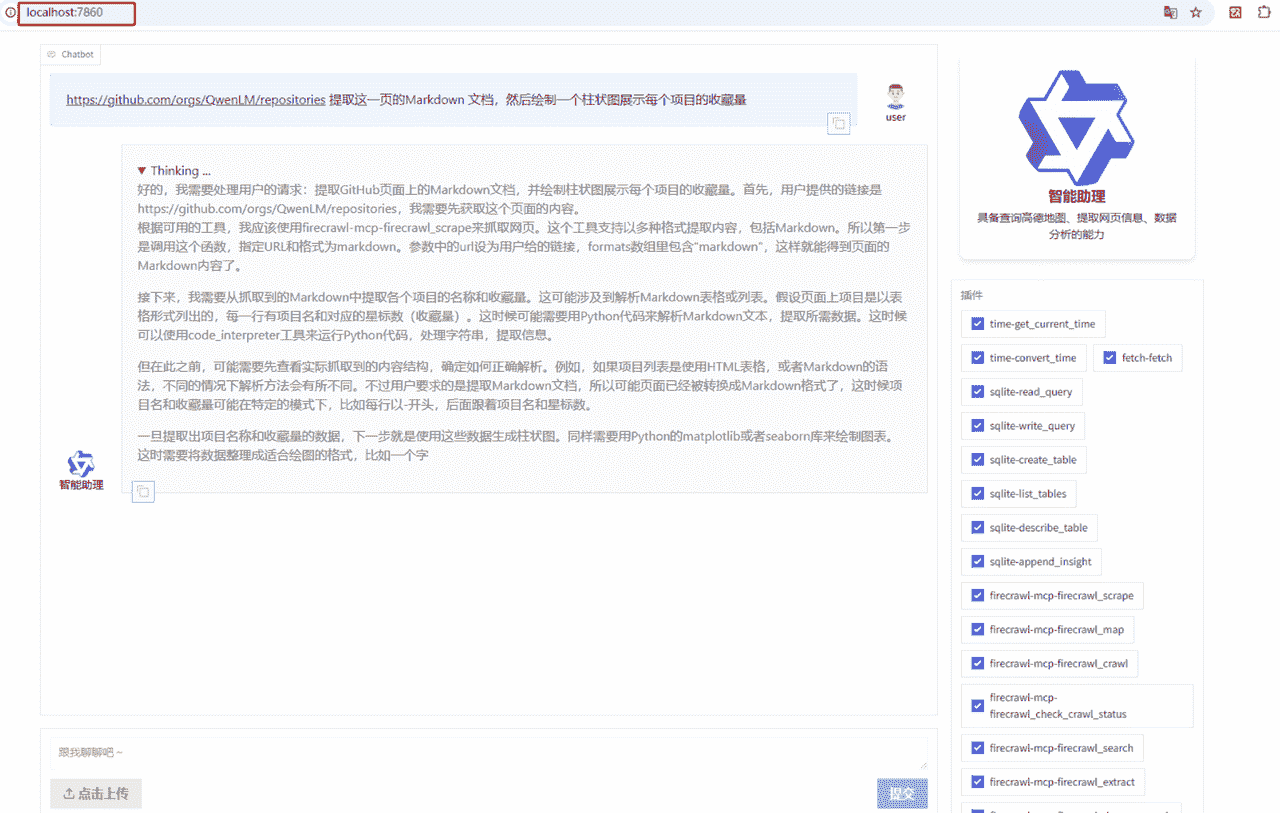 localhost:7860
Chatbot
https://github.com/orgs/QwenLM/repositories 提取这一页的Markdown 文档，然后绘制一个柱状图展示每个项目的收藏量
user
▼ Thinking ...
好的，我需要处理用户的请求：提取GitHub页面上的Markdown文档，并绘制柱状图展示每个项目的收藏量。首先，用户提供的链接是
https://github.com/orgs/QwenLM/repositories，我需要先获取这个页面的内容。
根据可用的工具，我应该使用firecrawl-mcp-firecrawl_scrape来抓取网页。这个工具支持以多种格式提取内容，包括Markdown。所以第一步
是调用这个函数，指定URL和格式为markdown。参数中的url设为用户给的链接，formats数组里包含"markdown"，这样就能得到页面的
Markdown内容了。
接下来，我需要从抓取到的Markdown中提取各个项目的名称和收藏量。这可能涉及到解析Markdown表格或列表。假设页面上项目是以表
格形式列出的，每一行有项目名和对应的星标数（收藏量）。这时候可能需要用Python代码来解析Markdown文本，提取所需数据。这时候
可以使用code_interpreter工具来运行Python代码，处理字符串，提取信息。
但在此之前，可能需要先查看实际抓取到的内容结构，确定如何正确解析。例如，如果项目列表是使用HTML表格，或者Markdown的语
法，不同的情况下解析方法会有所不同。不过用户要求的是提取Markdown文档，所以可能页面已经被转换成Markdown格式了，这时候项
目名和收藏量可能在特定的模式下，比如每行以-开头，后面跟着项目名和星标数。
一旦提取出项目名称和收藏量的数据，下一步就是使用这些数据生成柱状图。同样需要用Python的matplotlib或者seaborn库来绘制图表。
这时需要将数据整理成适合绘图的格式，比如一个字
智能助理
跟我聊聊吧～
点击上传
提交
智能助理
具备查询高德地图、提取网页信息、数据
分析的能力
插件
time-get_current_time
time-convert_time
fetch-fetch
sqlite-read_query
sqlite-write_query
sqlite-create_table
sqlite-list_tables
sqlite-describe_table
sqlite-append_insight
firecrawl-mcp-firecrawl_scrape
firecrawl-mcp-firecrawl_map
firecrawl-mcp-firecrawl_crawl
firecrawl-mcp-
firecrawl_check_crawl_status
firecrawl-mcp-firecrawl_search
firecrawl-mcp-firecrawl_extract